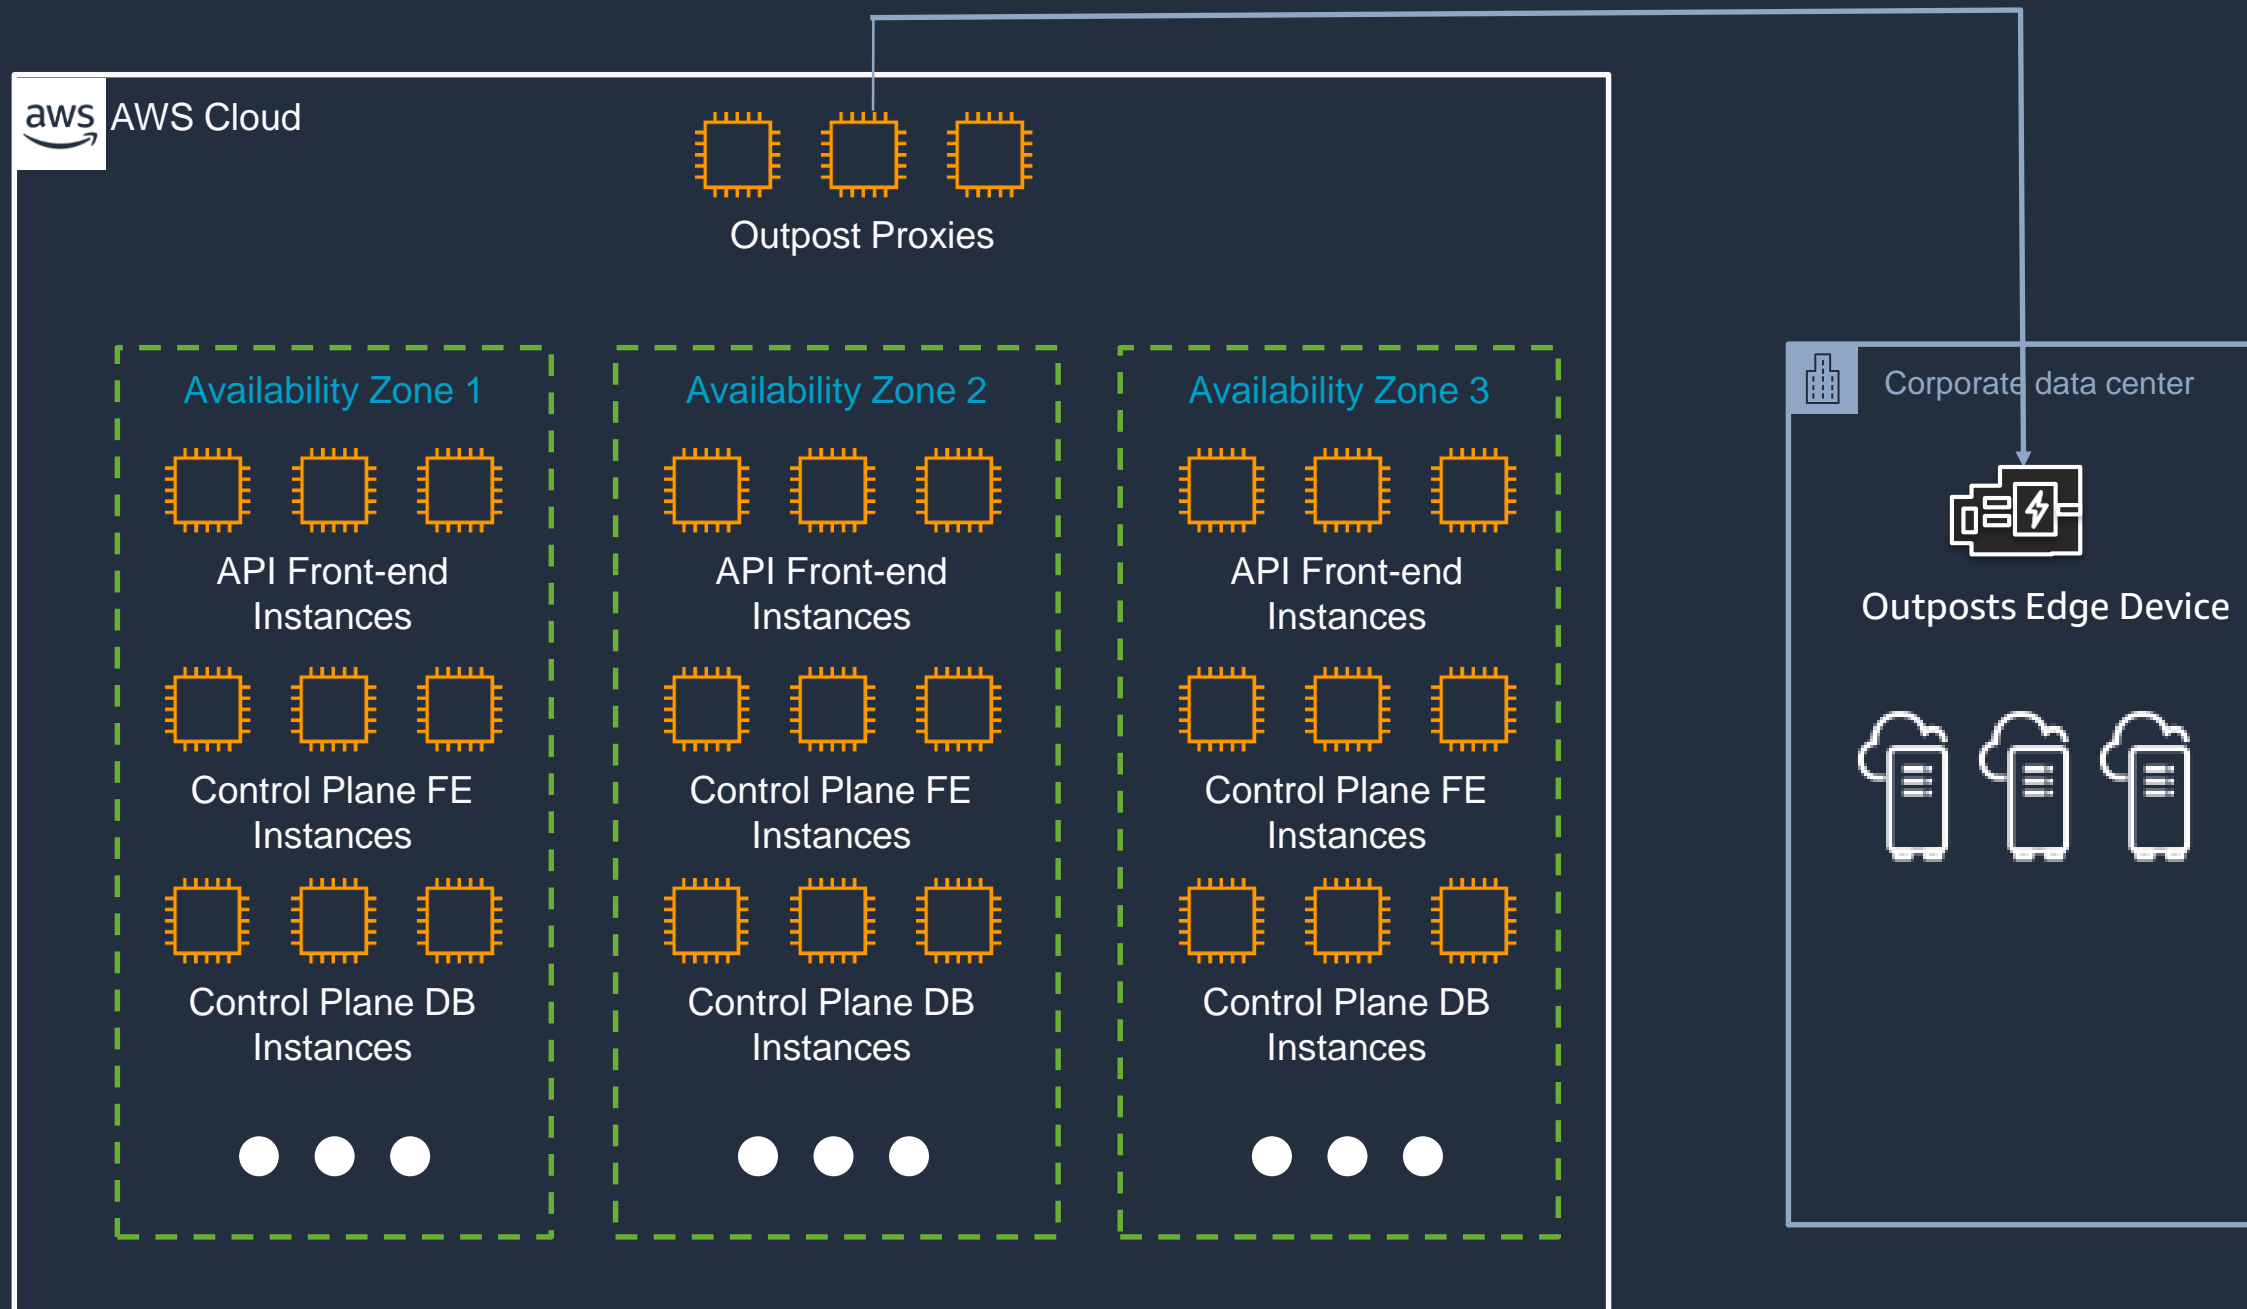 aws
AWS Cloud
Outpost Proxies
Availability Zone 1
API Front-end
Instances
Control Plane FE
Instances
Control Plane DB
Instances
Availability Zone 2
API Front-end
Instances
Control Plane FE
Instances
Control Plane DB
Instances
Availability Zone 3
API Front-end
Instances
Control Plane FE
Instances
Control Plane DB
Instances
Corporate data center
Outposts Edge Device